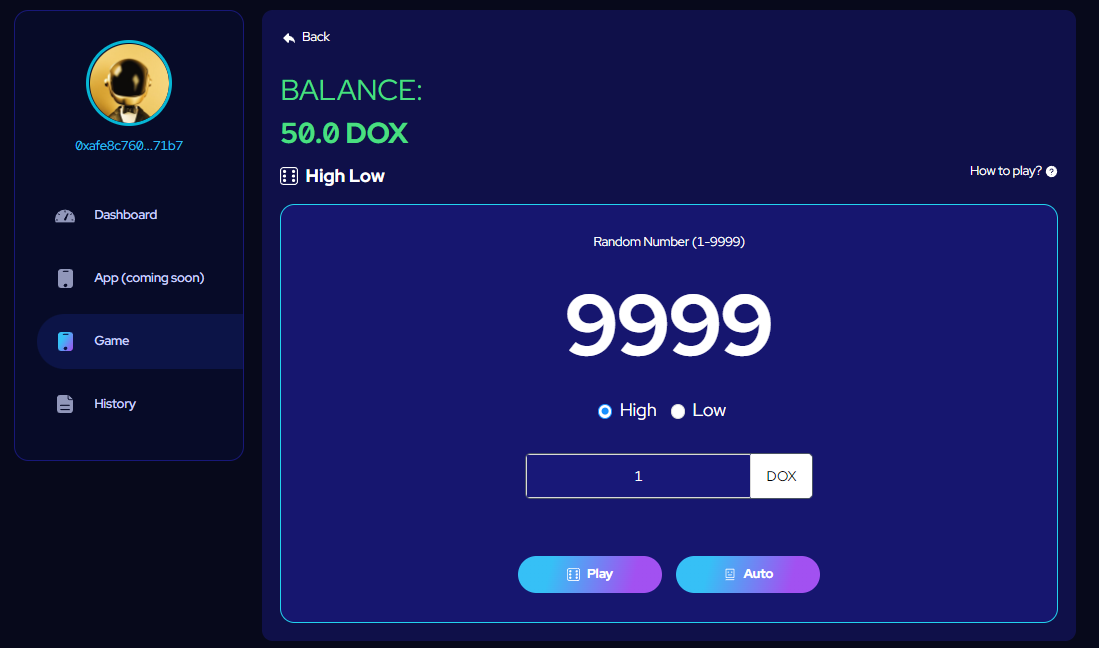 0xafe8c760...71b7
Dashboard
App (coming soon)
Game
History
Back
BALANCE:
50.0 DOX
High Low
How to play? ?
Random Number (1-9999)
9999
High Low
1 DOX
Play Auto